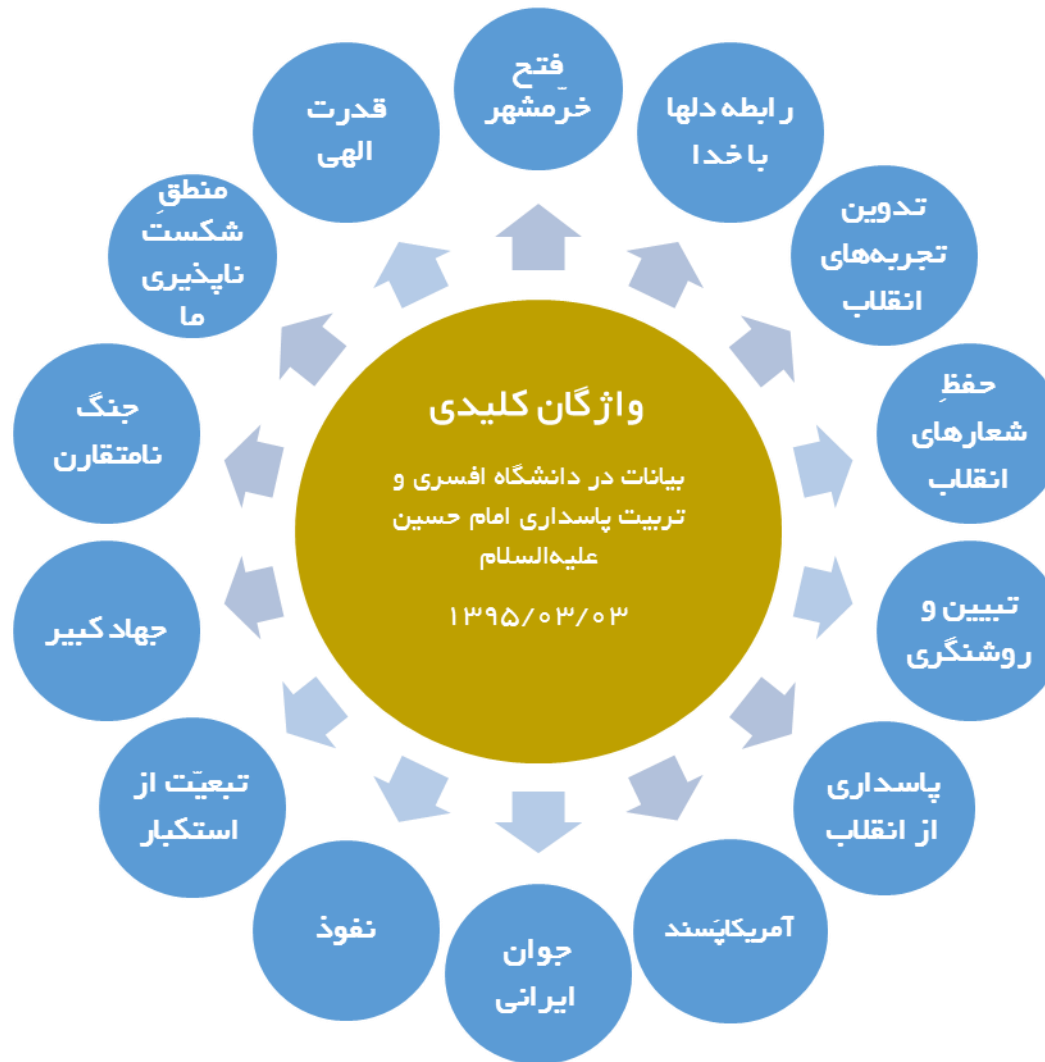 واژگان کلیدی
بیانات در دانشگاه افسری و
تربیت پاسداری امام حسین
علیه‌السلام
۱۳۹۵/۰۳/۰۳
فتح
خرّمشهر
رابطه دلها
با خدا
تدوین
تجربه‌های
انقلاب
حفظِ
شعارهای
انقلاب
تبیین و
روشنگری
پاسداری
از انقلاب
آمریکاپَسند
جوان
ایرانی
نفوذ
تبعیّت از
استکبار
جهاد کبیر
جنگ
نامتقارن
منطقِ
شکست
ناپذیری
ما
قدرت
الهی